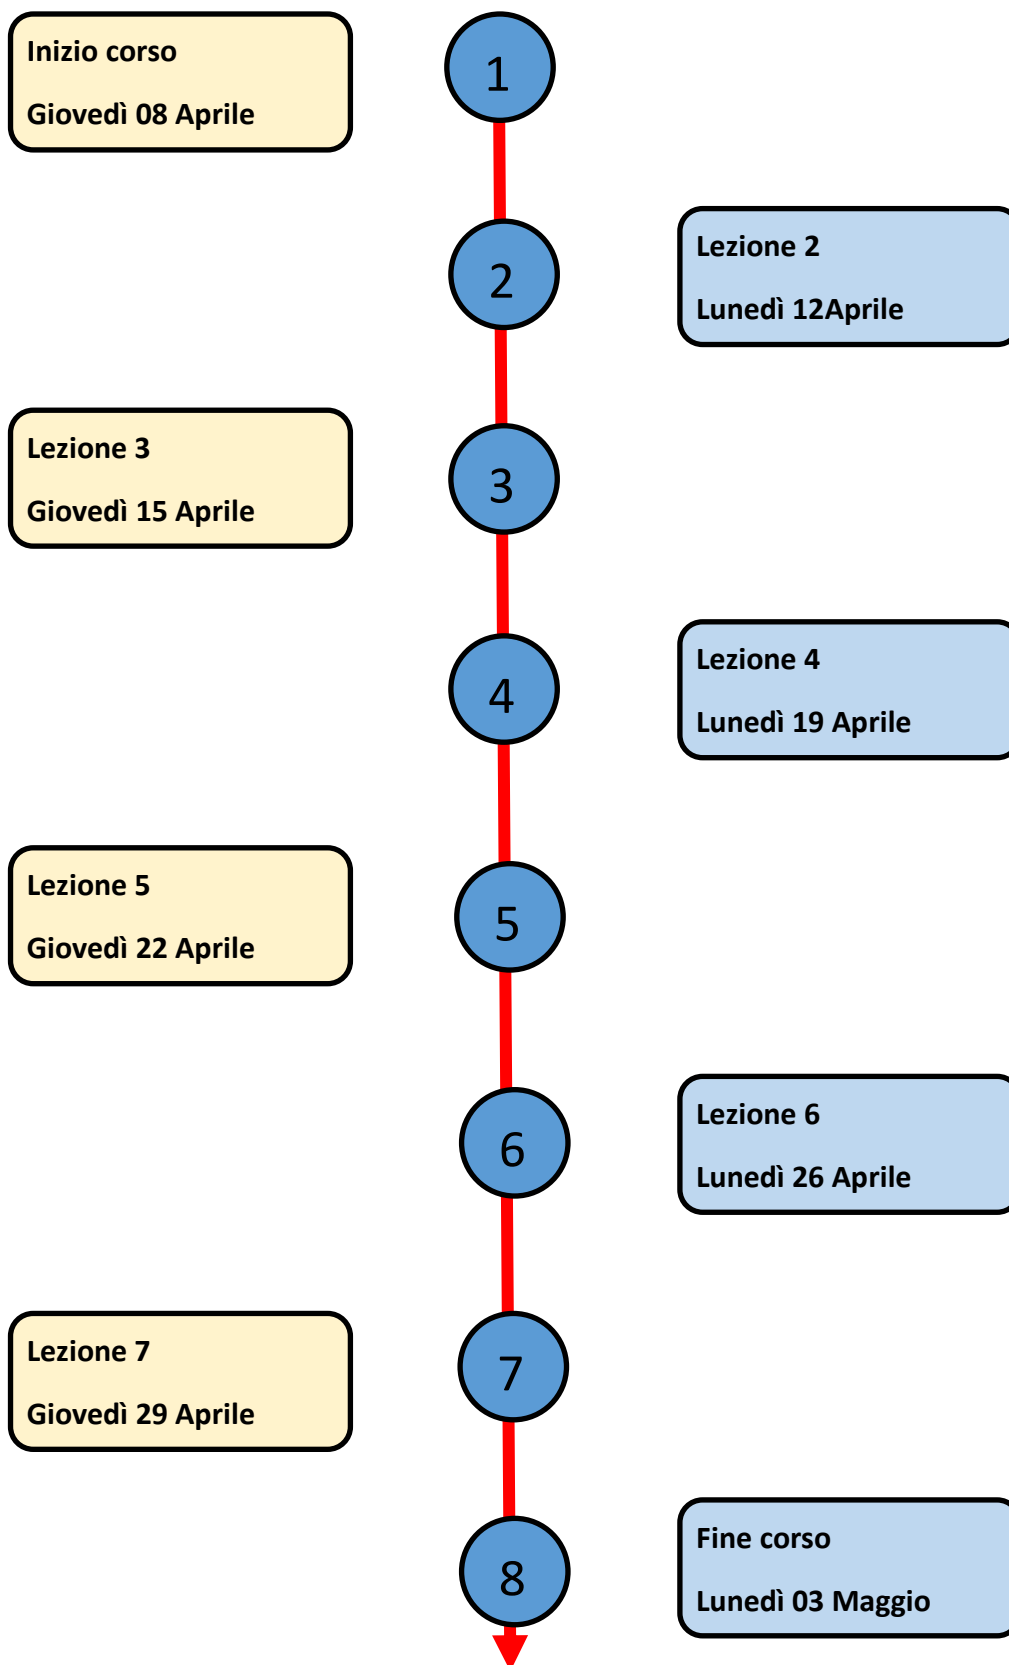 Inizio corso
Giovedì 08 Aprile
1
2
Lezione 2
Lunedì 12Aprile
Lezione 3
Giovedì 15 Aprile
3
4
Lezione 4
Lunedì 19 Aprile
Lezione 5
Giovedì 22 Aprile
5
6
Lezione 6
Lunedì 26 Aprile
Lezione 7
Giovedì 29 Aprile
7
8
Fine corso
Lunedì 03 Maggio